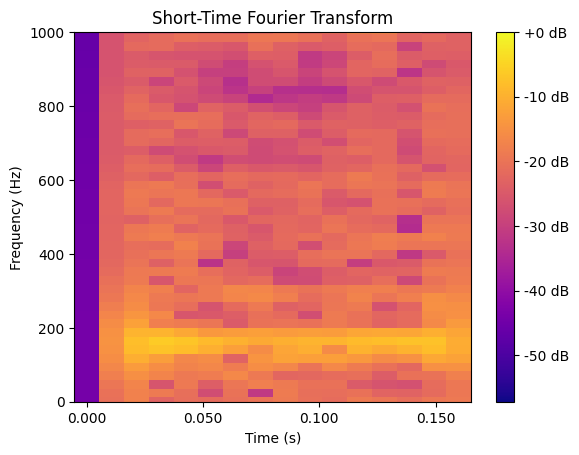 Short-Time Fourier Transform
Frequency (Hz)
1000
800
600
400
200
0
0.000
0.050
0.100
0.150
Time (s)
+0 dB
-10 dB
-20 dB
-30 dB
-40 dB
-50 dB